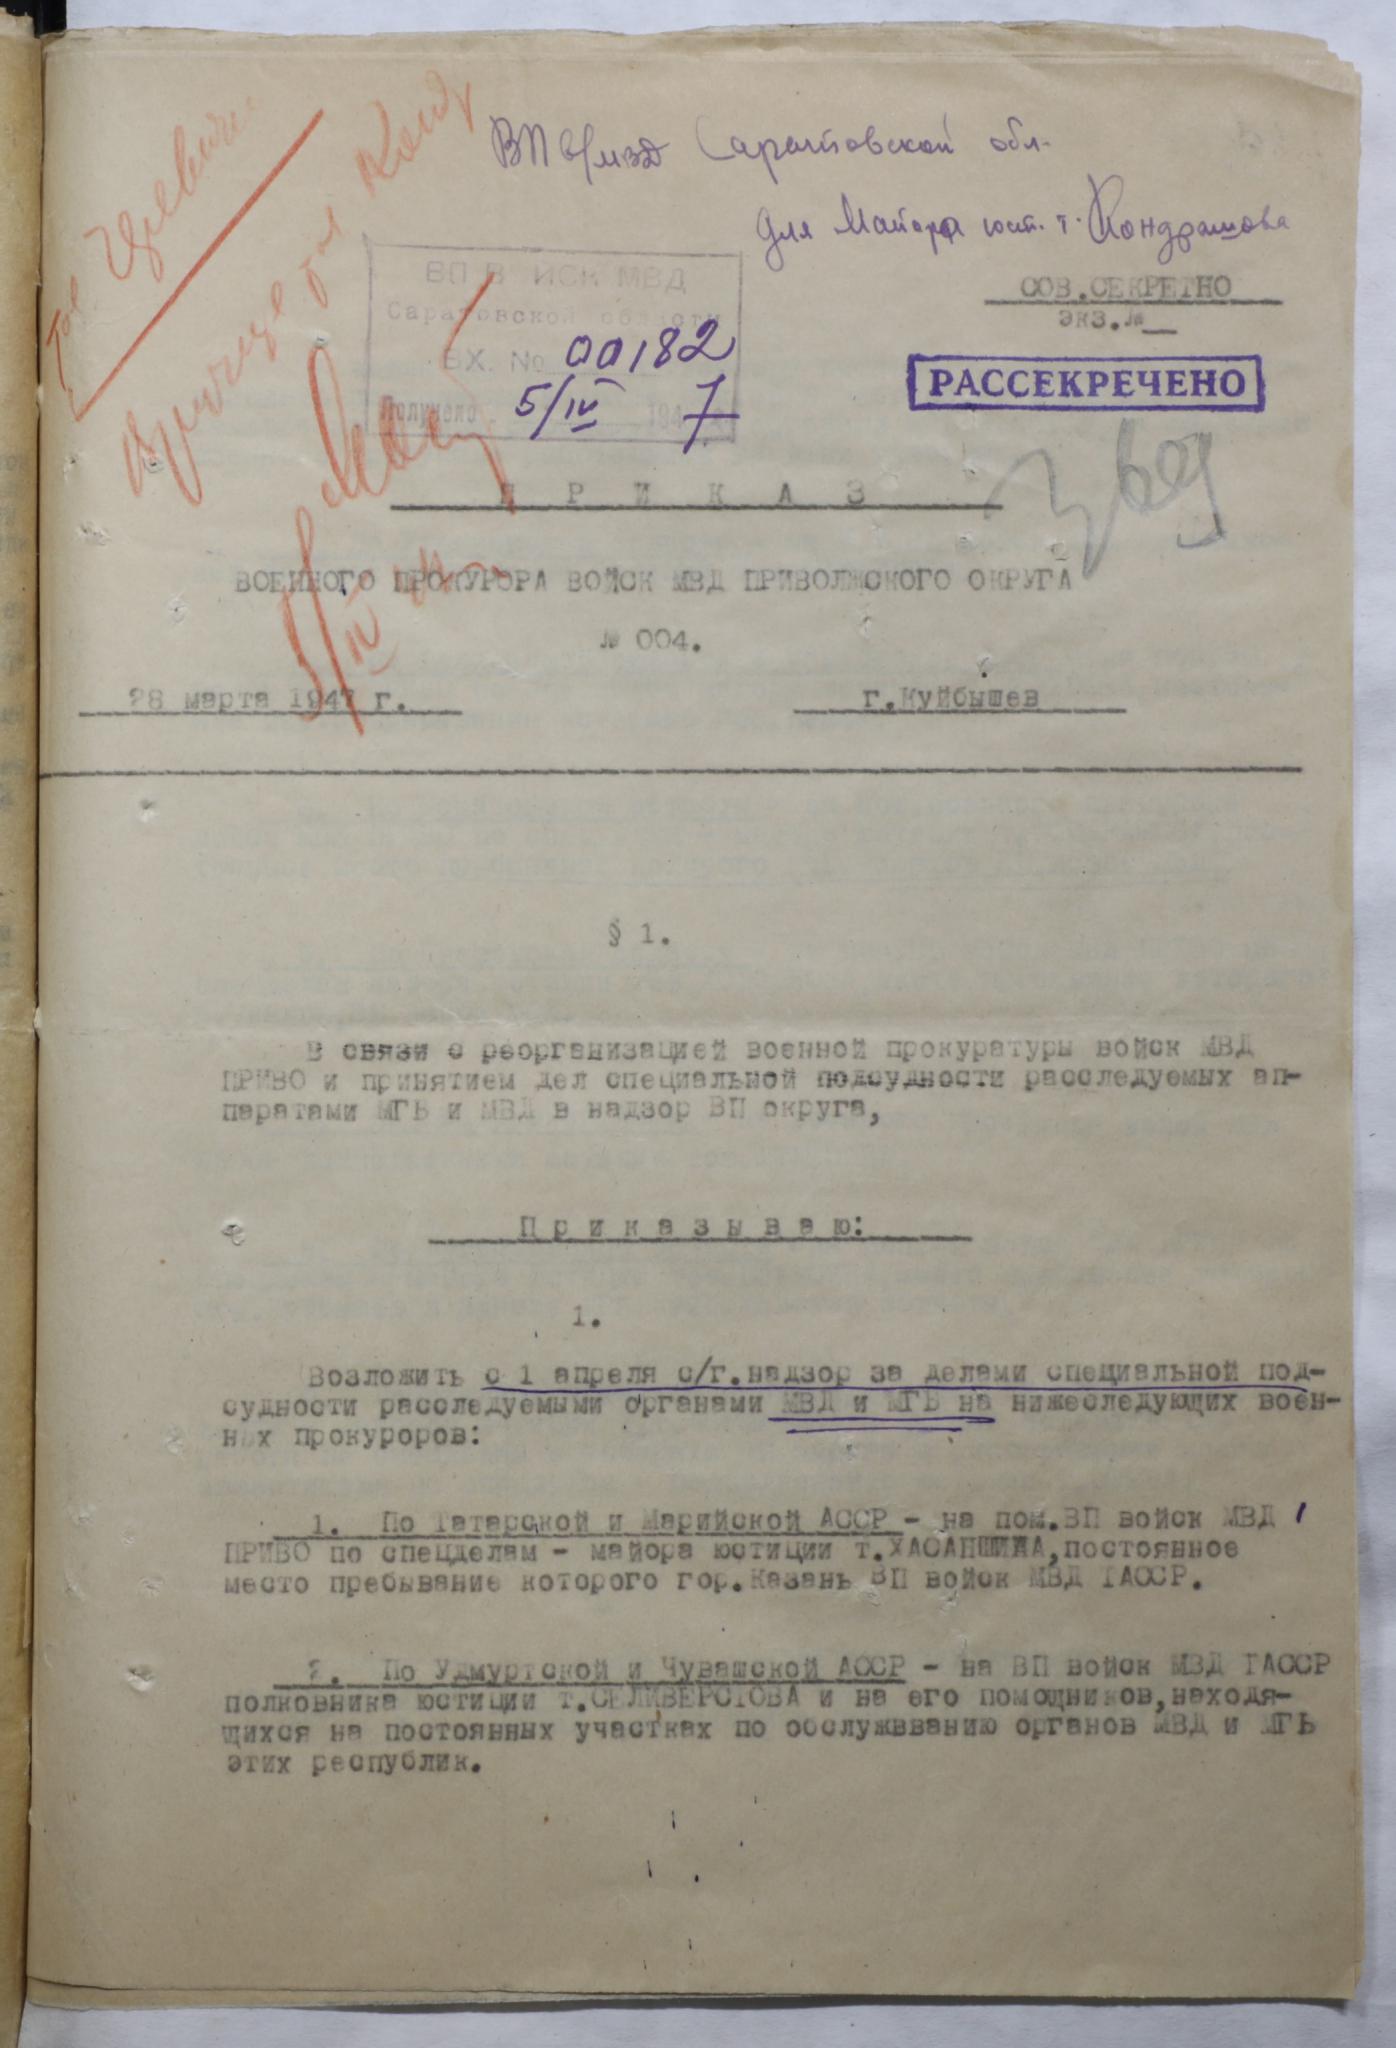 ВП в/мвд Саратовской обл.
Для Майора юст. т. Кондрашова
СОВ.СЕКРЕТНО
экз.№
РАССЕКРЕЧЕНО
ВП В ИСК МВД
Саратовской области
ВХ. № 00182
Получено 5/IV 1947
Тов.
П Р И К А З
ВОЕННОГО ПРОКУРОРА ВОЙСК МВД ПРИВОЛЖСКОГО ОКРУГА
№ 004.
28 марта 1947 г. г.Куйбышев
§ 1.
В связи с реорганизацией военной прокуратуры войск МВД
ПРИВО и принятием дел специальной подсудности расследуемых ап-
паратами МГБ и МВД в надзор ВП округа,
П р и к а з ы в а ю:
1.
Возложить с 1 апреля с/г.надзор за делами специальной под-
судности расследуемыми органами МВД и МГБ на нижеследующих воен-
ных прокуроров:
1. По Татарской и Марийской АССР - на пом.ВП войск МВД
ПРИВО по спецделам - майора юстиции т.ХАСАНШИНА,постоянное
место пребывание которого гор.Казань ВП войск МВД ТАССР.
2. По Удмуртской и Чувашской АССР - на ВП войск МВД ТАССР
полковника юстиции т.СЕЛИВЕРСТОВА и на его помощников,находя-
щихся на постоянных участках по обслуживванию органов МВД и МГБ
этих республик.